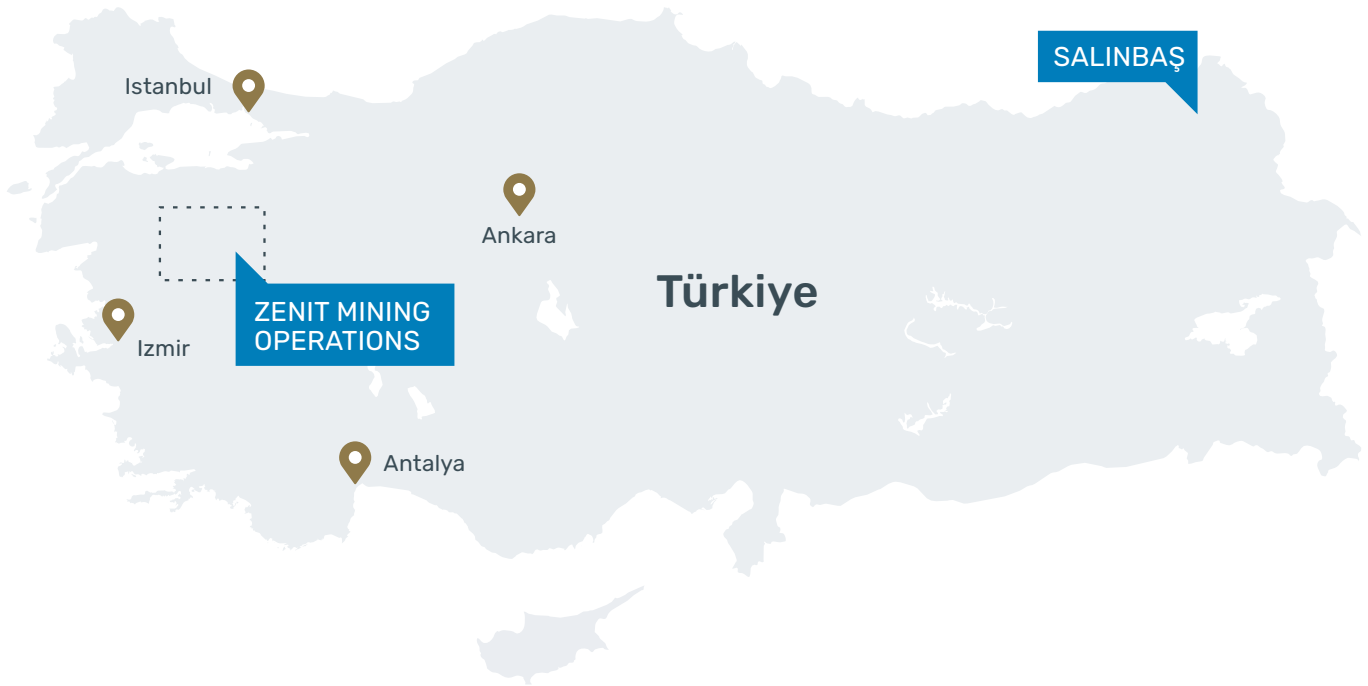 SALINBAŞ
Istanbul
Ankara
Türkiye
ZENIT MINING
OPERATIONS
Izmir
Antalya